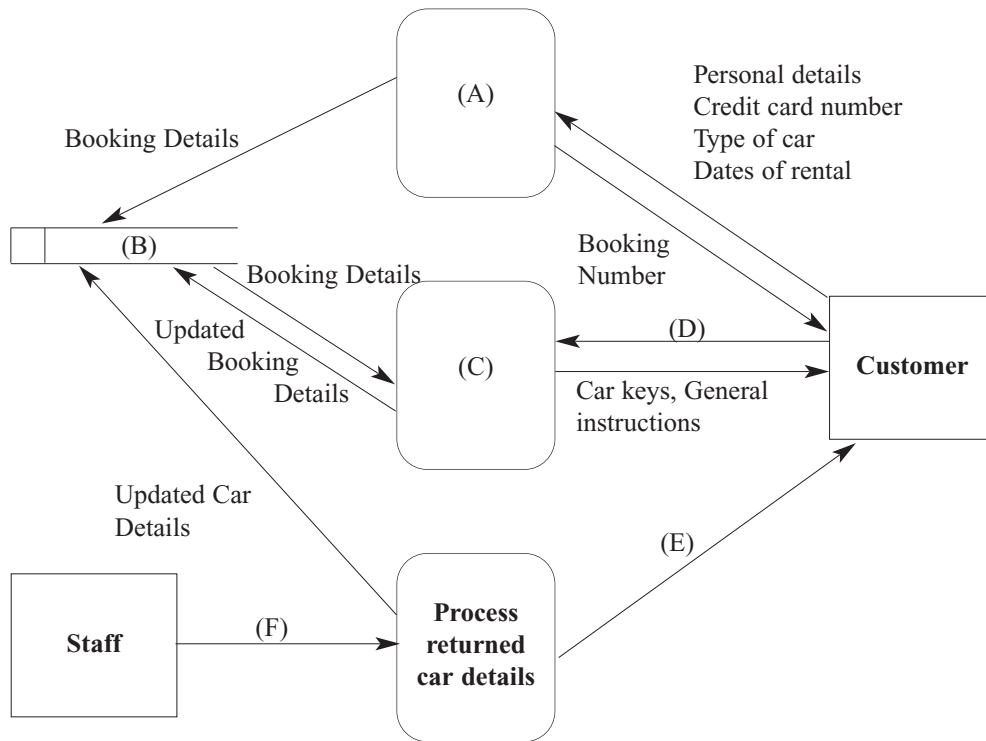 (A)
Personal details
Credit card number
Type of car
Dates of rental
Booking Details
(B)
Booking
Number
Booking Details
Updated
Booking
Details
(C)
(D)
Customer
Car keys, General
instructions
Updated Car
Details
(E)
Staff
(F)
Process
returned
car details